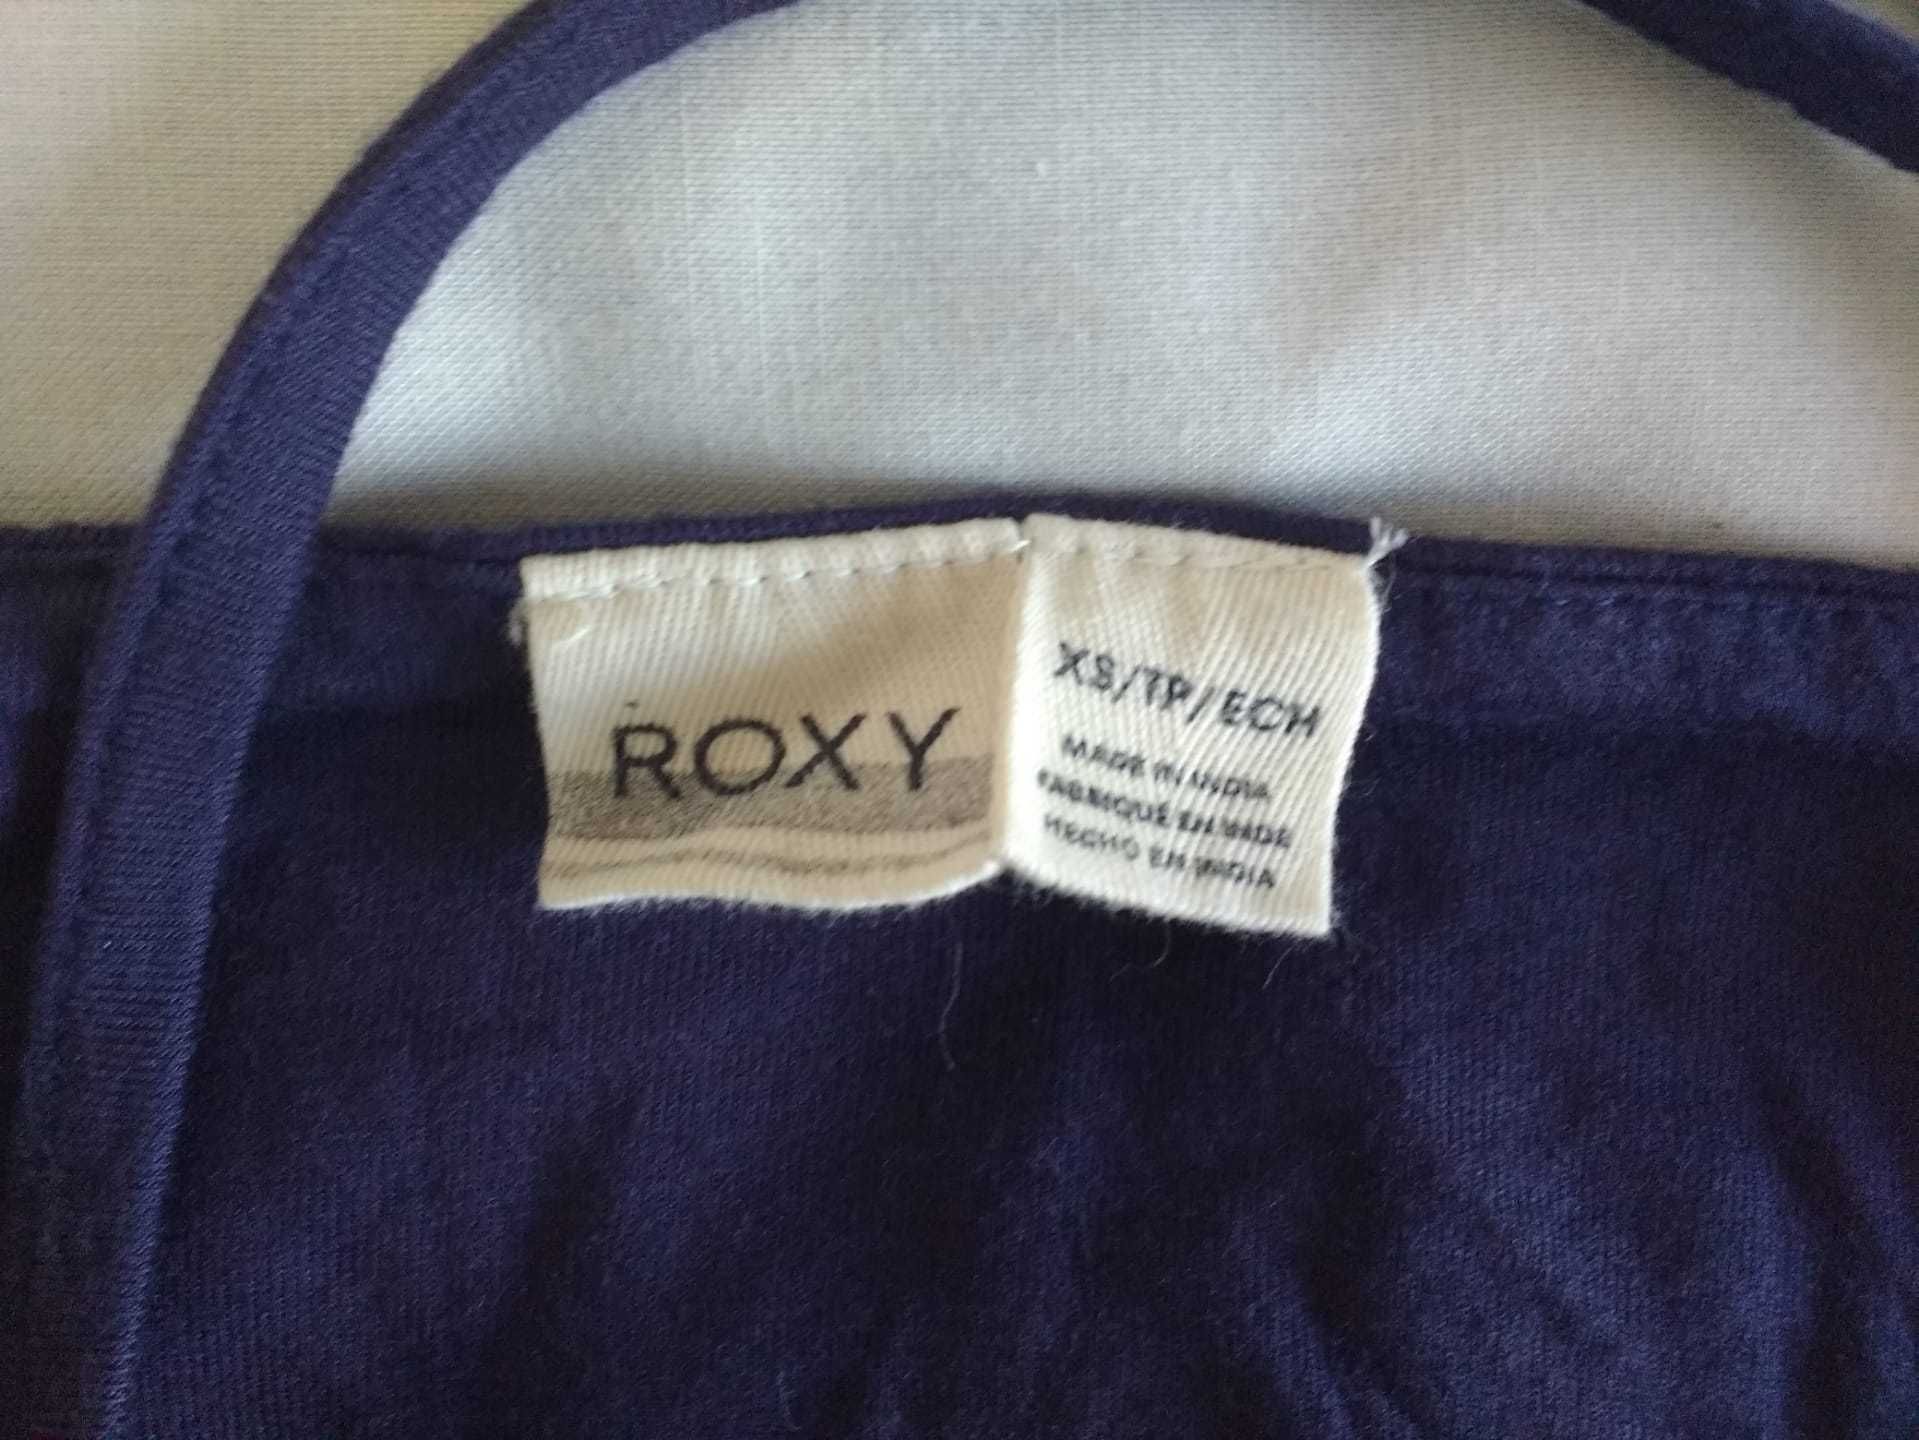 ROXY
XS/TP/ECH
MADE IN INDIA
FABRIQUÉ EN INDE
HECHO EN INDIA